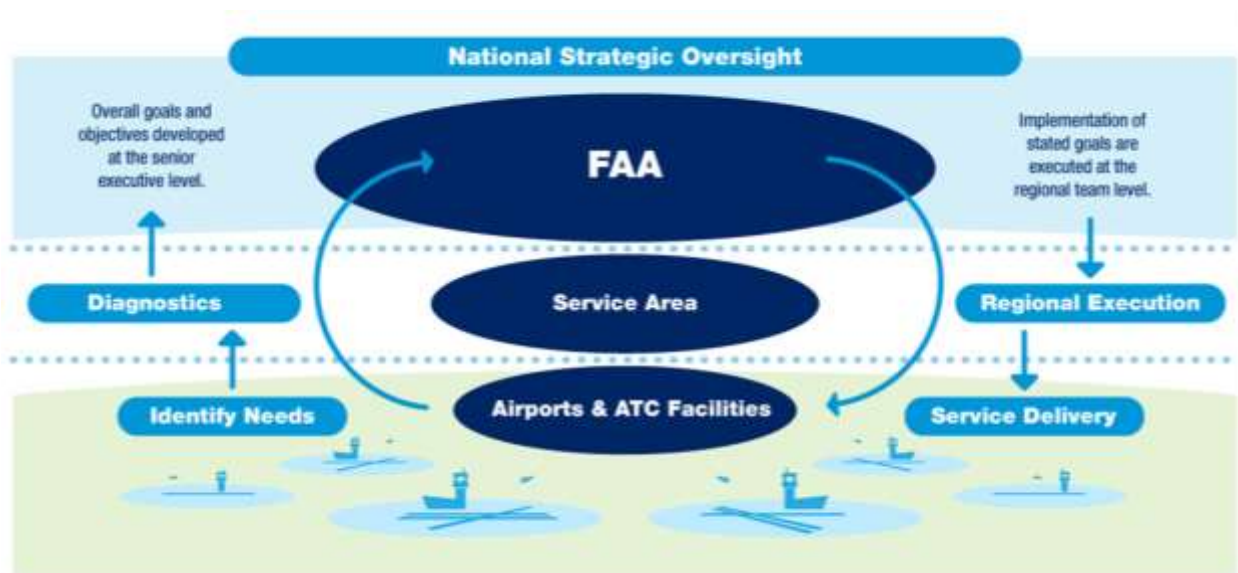 National Strategic Oversight
Overall goals and
objectives developed
at the senior
executive level.
FAA
Implementation of
stated goals are
executed at the
regional team level.
Diagnostics
Service Area
Regional Execution
Identify Needs
Airports & ATC Facilities
Service Delivery